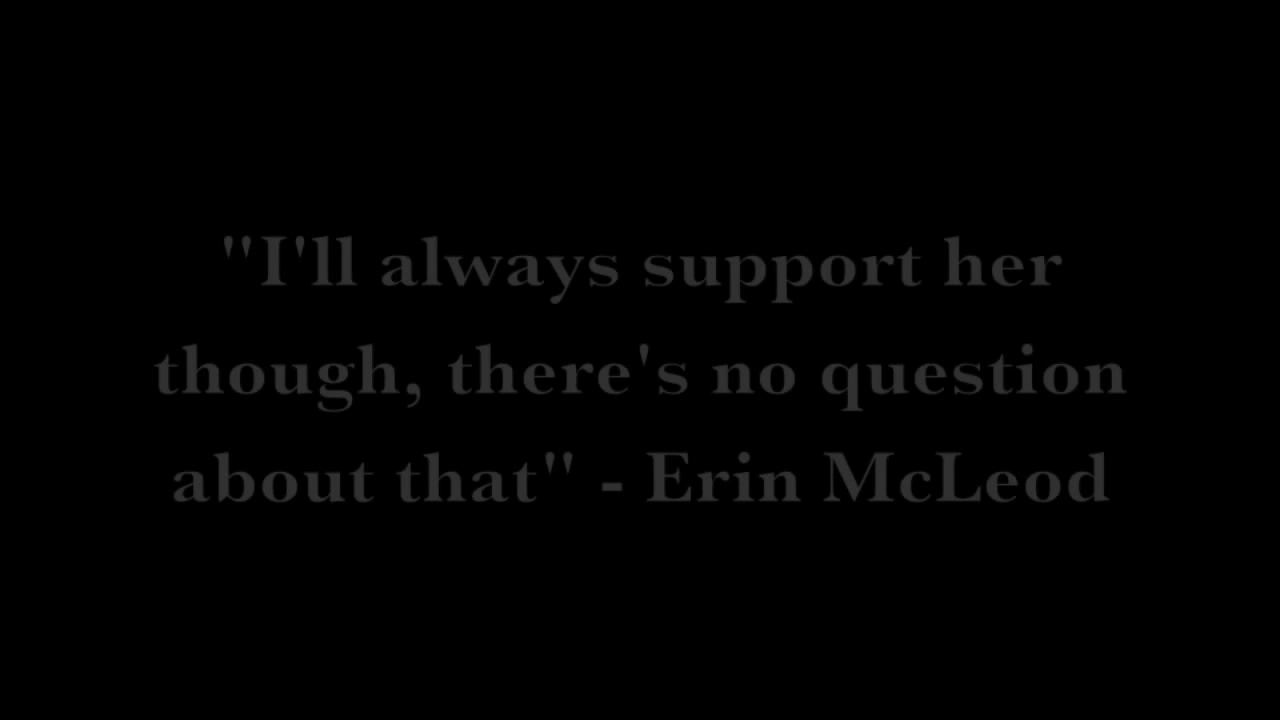 "I'll always support her
though, there's no question
about that" - Erin McLeod